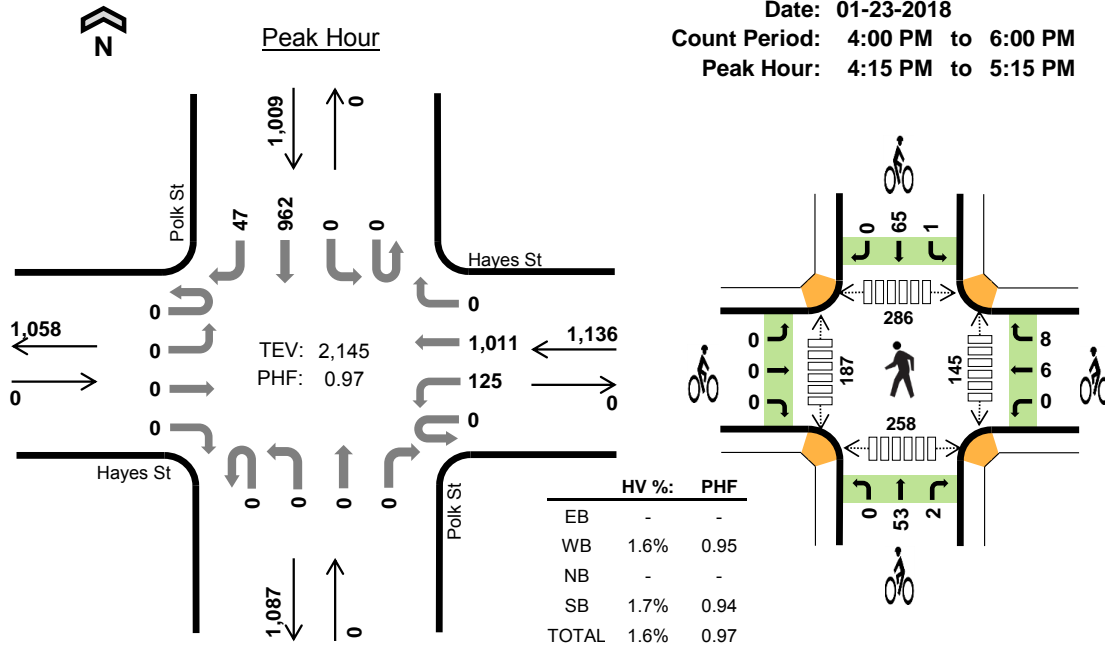 N
Peak Hour
Date: 01-23-2018
Count Period: 4:00 PM to 6:00 PM
Peak Hour: 4:15 PM to 5:15 PM
1,009
0
Polk St
47
962
0
0
Hayes St
0
0
1,058
0
0
0
0
TEV: 2,145
PHF: 0.97
1,011
125
0
1,136
0
Hayes St
0
0
0
0
Polk St
1,087
0
HV %: PHF
EB - -
WB 1.6% 0.95
NB - -
SB 1.7% 0.94
TOTAL 1.6% 0.97
0
65
1
286
0
0
0
187
145
8
6
0
258
0
53
2